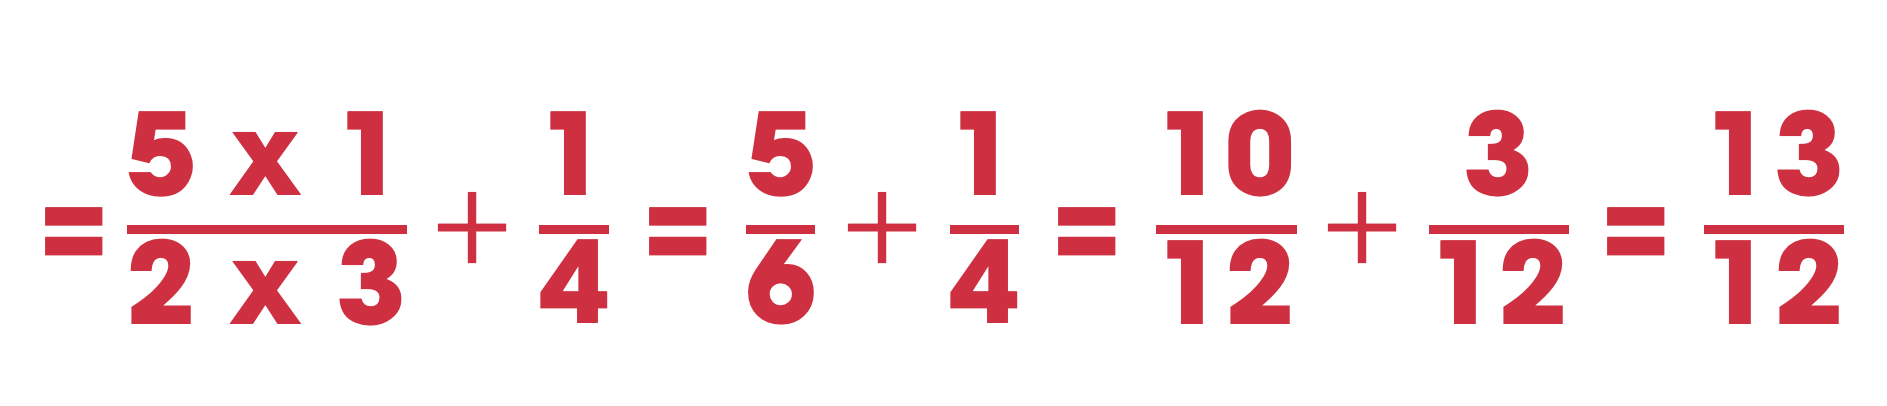 = 5 x 1 / 2 x 3 + 1/4 = 5/6 + 1/4 = 10/12 + 3/12 = 13/12